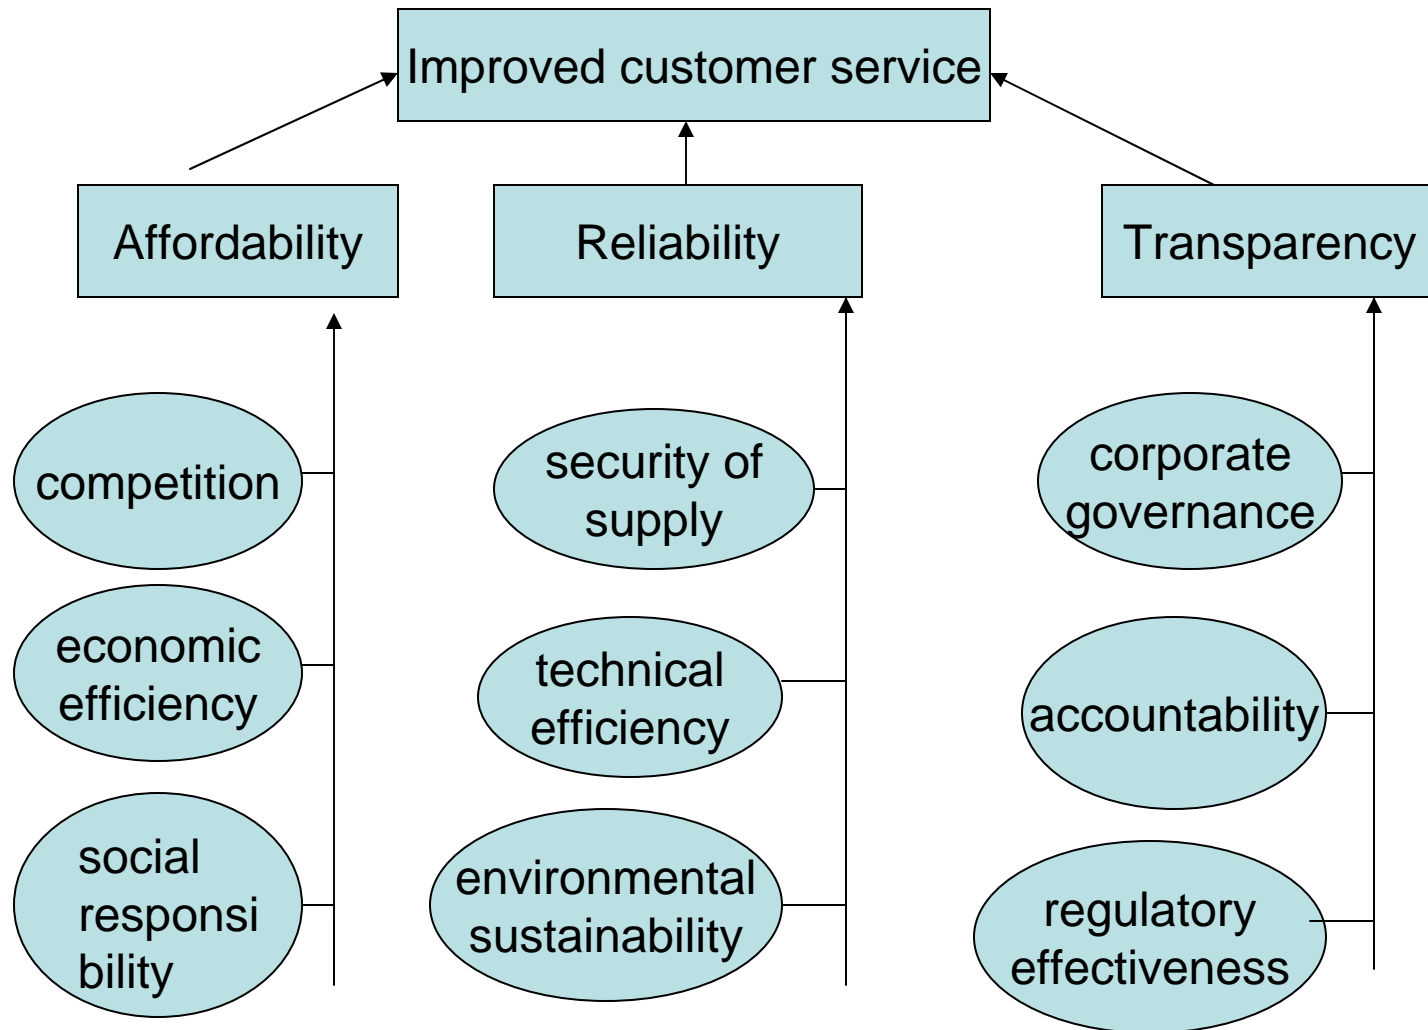 Improved customer service
Affordability
Reliability
Transparency
competition
economic
efficiency
social
responsi
bility
security of
supply
technical
efficiency
environmental
sustainability
corporate
governance
accountability
regulatory
effectiveness